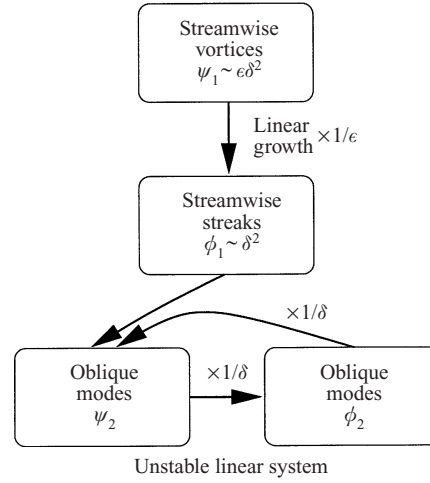 Streamwise
vortices
ψ₁ ~ ϵδ²
Linear
growth ×1/ϵ
Streamwise
streaks
ϕ₁ ~ δ²
×1/δ
Oblique
modes
ψ₂
×1/δ
Oblique
modes
ϕ₂
Unstable linear system